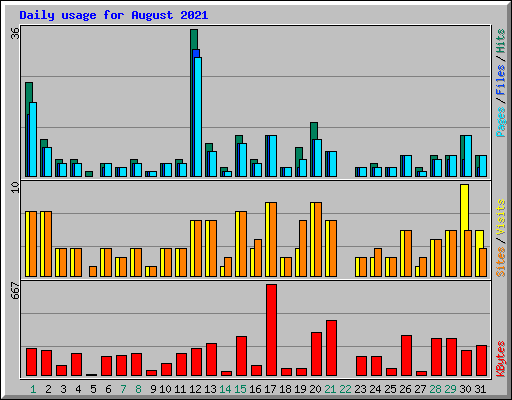 Daily usage for August 2021
36
Pages / Files / Hits
10
Sites / Visits
667
KBytes
1 2 3 4 5 6 7 8 9 10 11 12 13 14 15 16 17 18 19 20 21 22 23 24 25 26 27 28 29 30 31